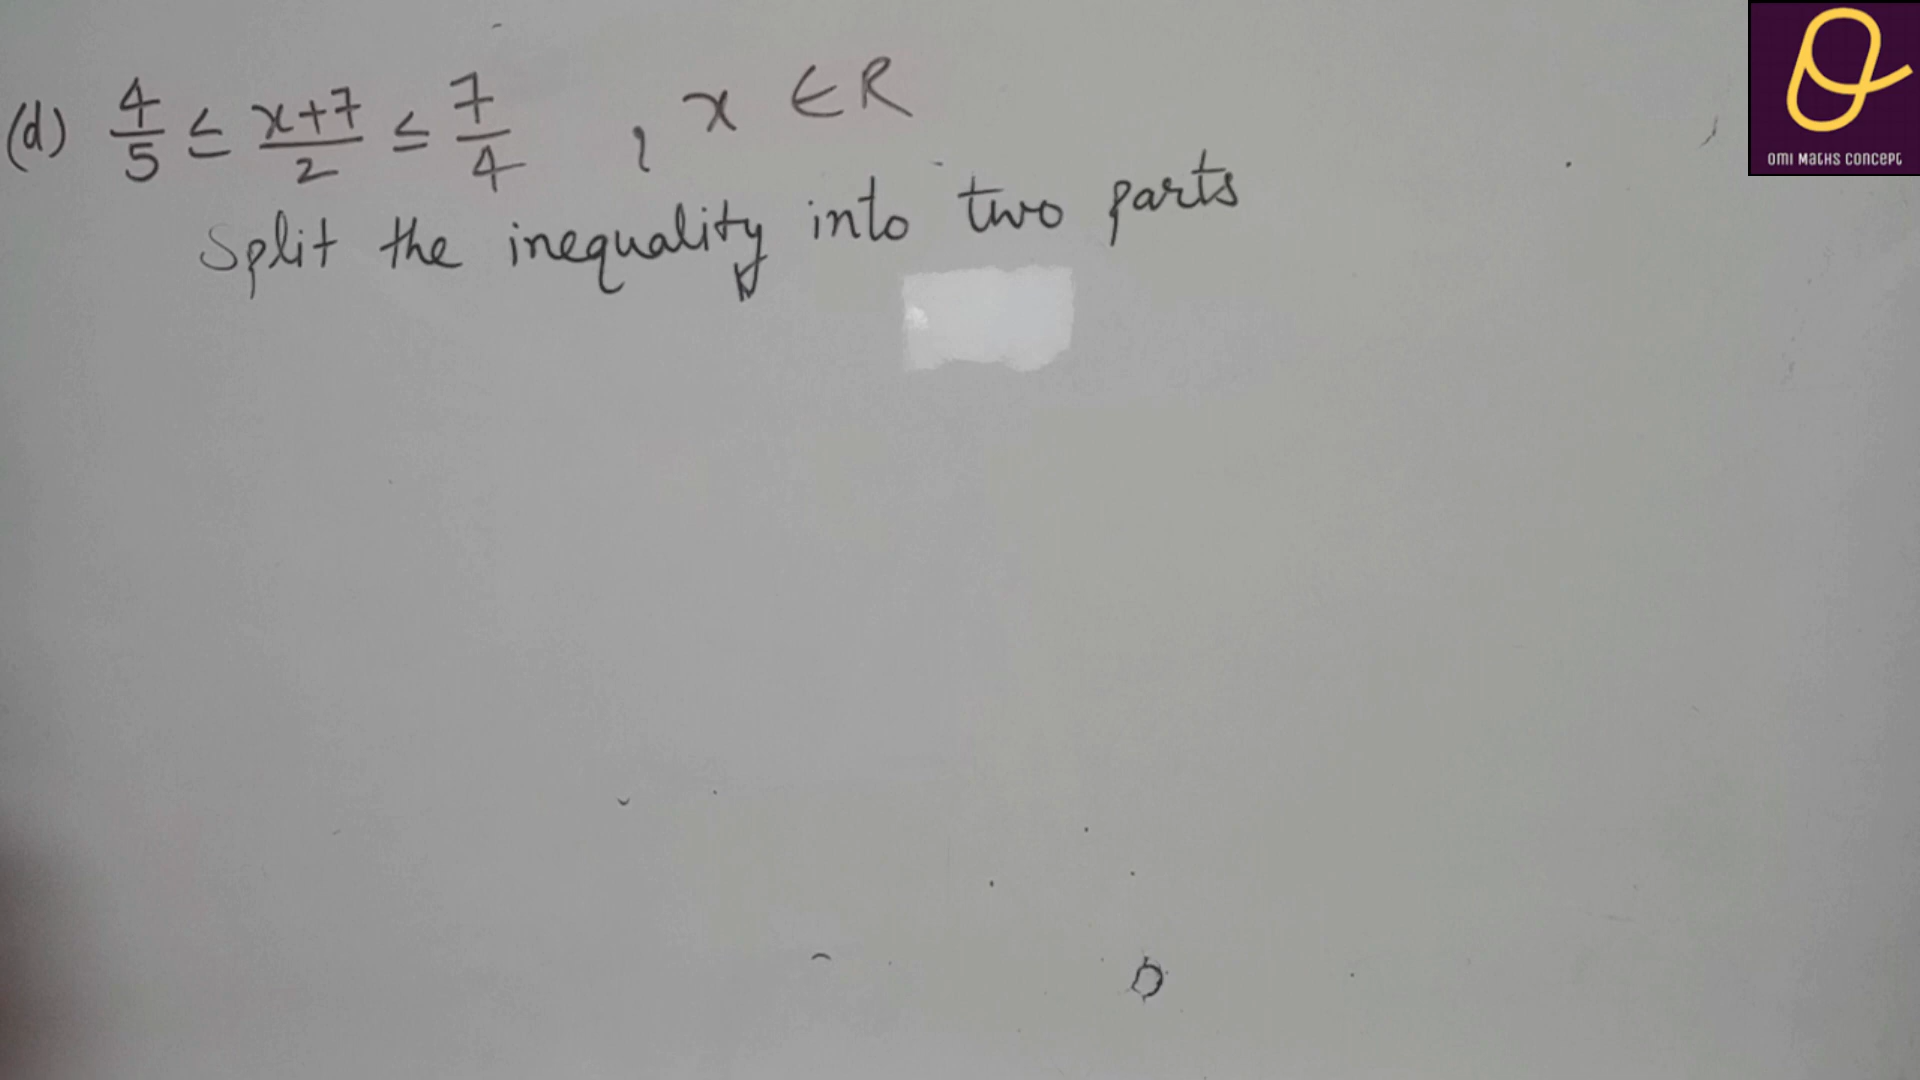 (d) 4/5 ≤ x+7/2 ≤ 7/4 , x ∈ R
Split the inequality into two parts
OMI MATHS CONCEPT